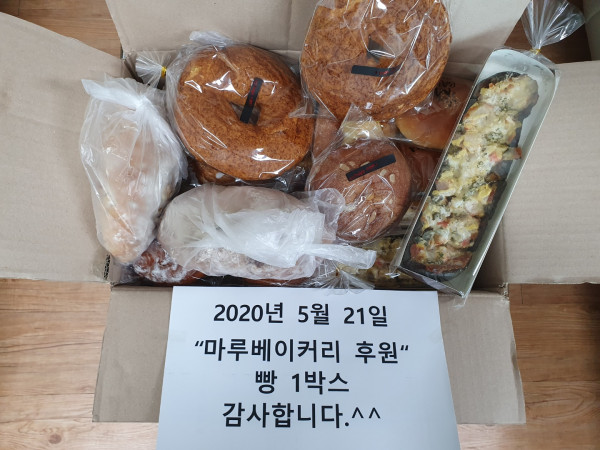 2020년 5월 21일
“마루베이커리 후원“
빵 1박스
감사합니다.^^